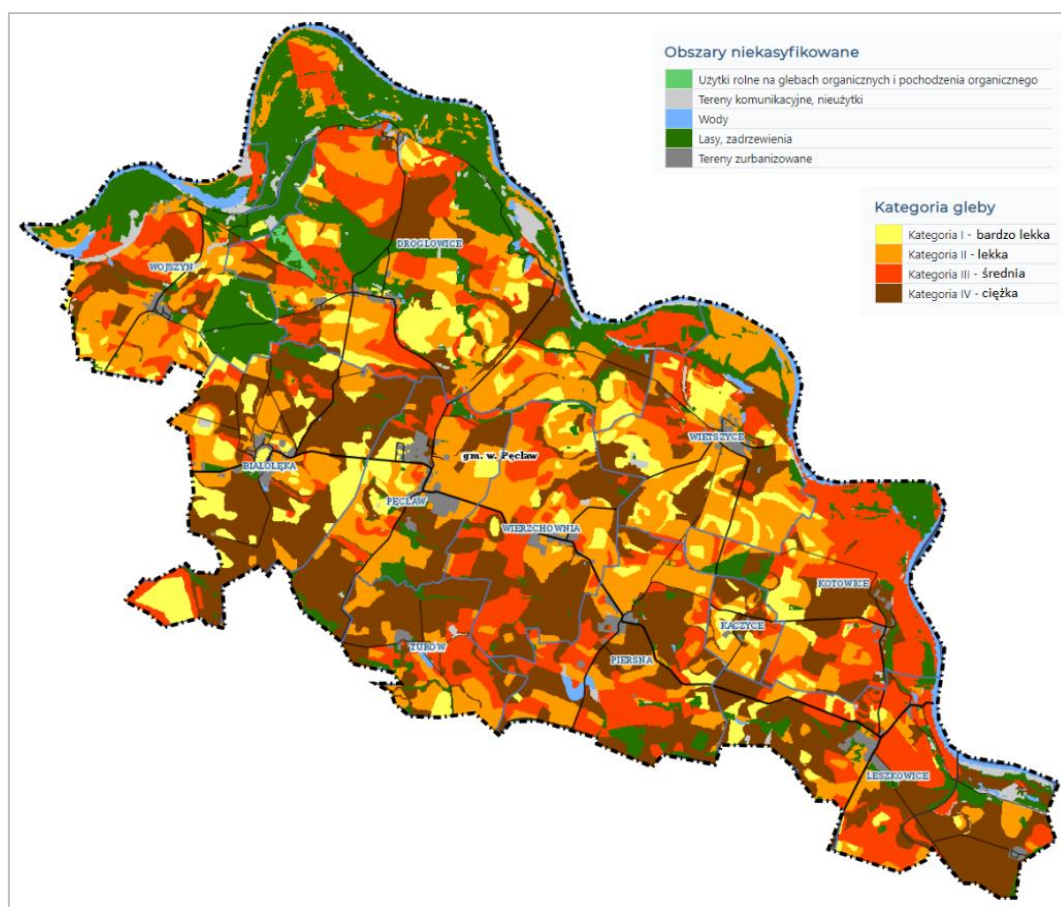 Obszary niekasyfikowane
Użytki rolne na glebach organicznych i pochodzenia organicznego
Tereny komunikacyjne, nieużytki
Wody
Lasy, zadrzewienia
Tereny zurbanizowane
Kategoria gleby
Kategoria I - bardzo lekka
Kategoria II - lekka
Kategoria III - średnia
Kategoria IV - ciężka
DROGLOWICE
WOJSZYN
WIETSZYCE
gm. w. Pęcław
BIAŁOŁĘKA
PĘCŁAW
WIERZCHOWNIA
KOTOWICE
KACZYCE
TURÓW
PIERSNA
LESZKOWICE